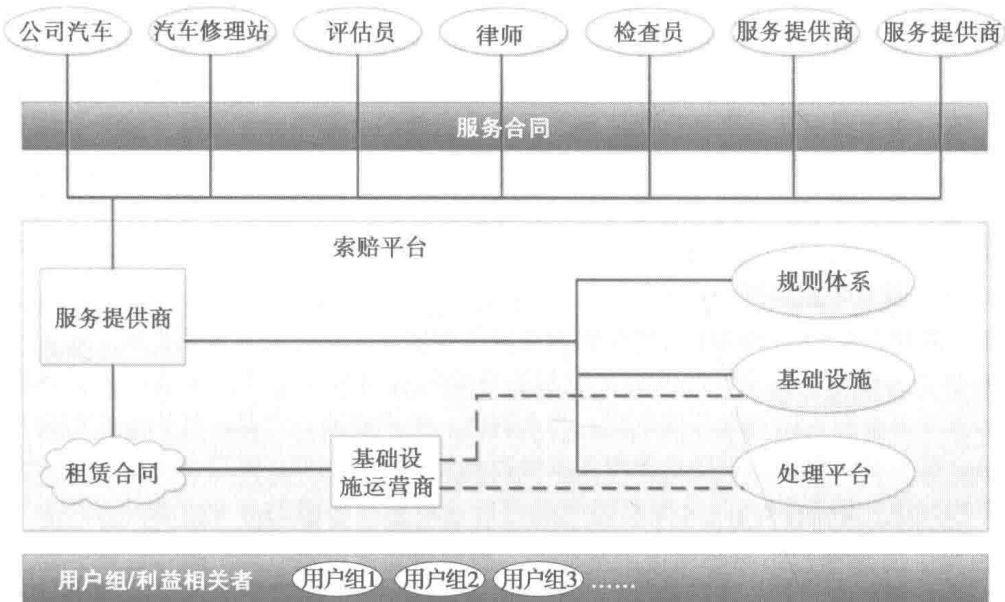 公司汽车 汽车修理站 评估员 律师 检查员 服务提供商 服务提供商
服务合同
索赔平台
规则体系
服务提供商
基础设施
租赁合同
基础设
施运营商
处理平台
用户组/利益相关者 用户组1 用户组2 用户组3 ……